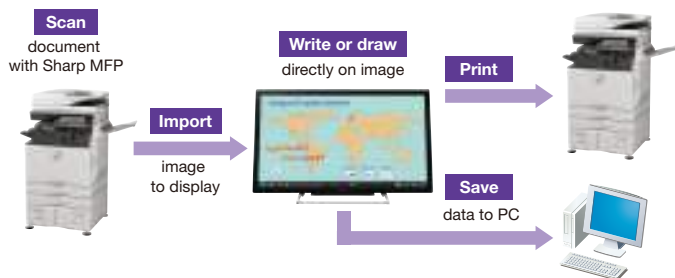 Scan
document
with Sharp MFP
Import
image
to display
Write or draw
directly on image
Print
Save
data to PC